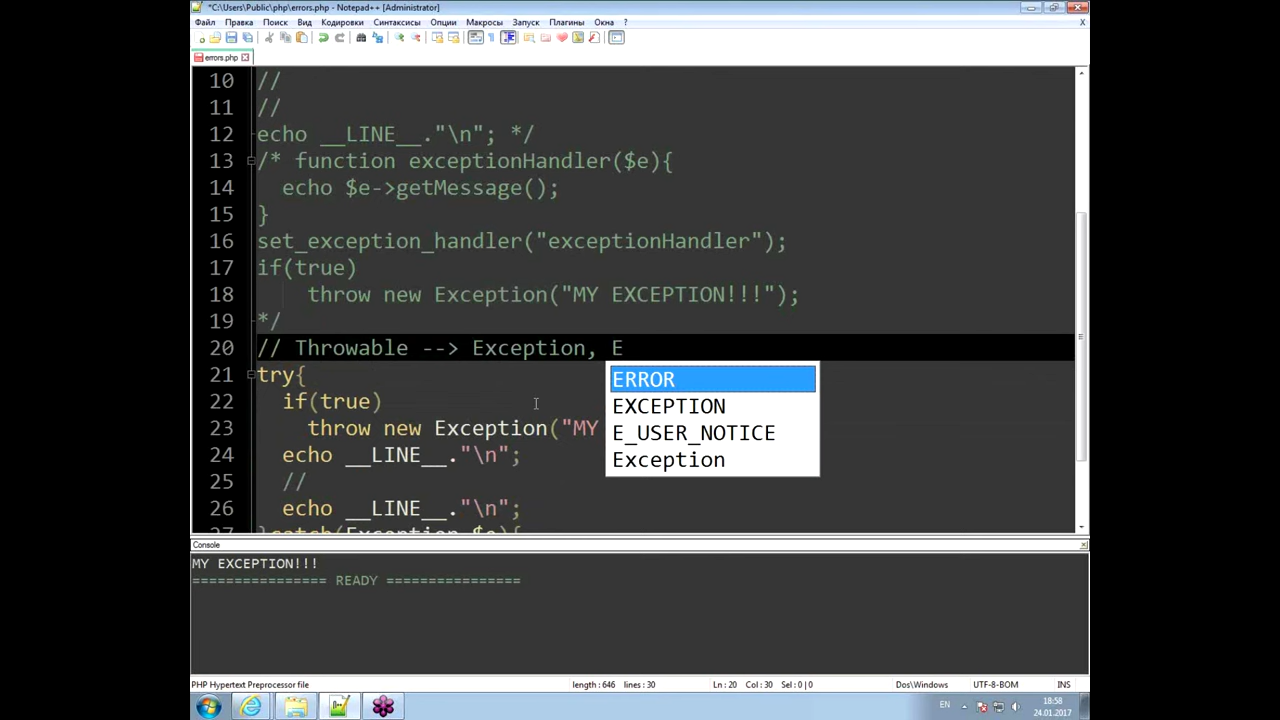 *C:\Users\Public\php\errors.php - Notepad++ [Administrator]
Файл Правка Поиск Вид Кодировки Синтаксисы Опции Макросы Запуск Плагины Окна ? X
errors.php
10 //
11 //
12 echo __LINE__."\n"; */
13 /* function exceptionHandler($e){
14 echo $e->getMessage();
15 }
16 set_exception_handler("exceptionHandler");
17 if(true)
18 throw new Exception("MY EXCEPTION!!!");
19 */
20 // Throwable --> Exception, E
21 try{
22 if(true)
23 throw new Exception("MY
24 echo __LINE__."\n";
25 //
26 echo __LINE__."\n";
27 }catch(Exception $e){
ERROR
EXCEPTION
E_USER_NOTICE
Exception
Console
MY EXCEPTION!!!
================ READY ================
PHP Hypertext Preprocessor file length : 646 lines : 30 Ln : 20 Col : 30 Sel : 0 | 0 Dos\Windows UTF-8-BOM INS
EN 18:58
24.01.2017